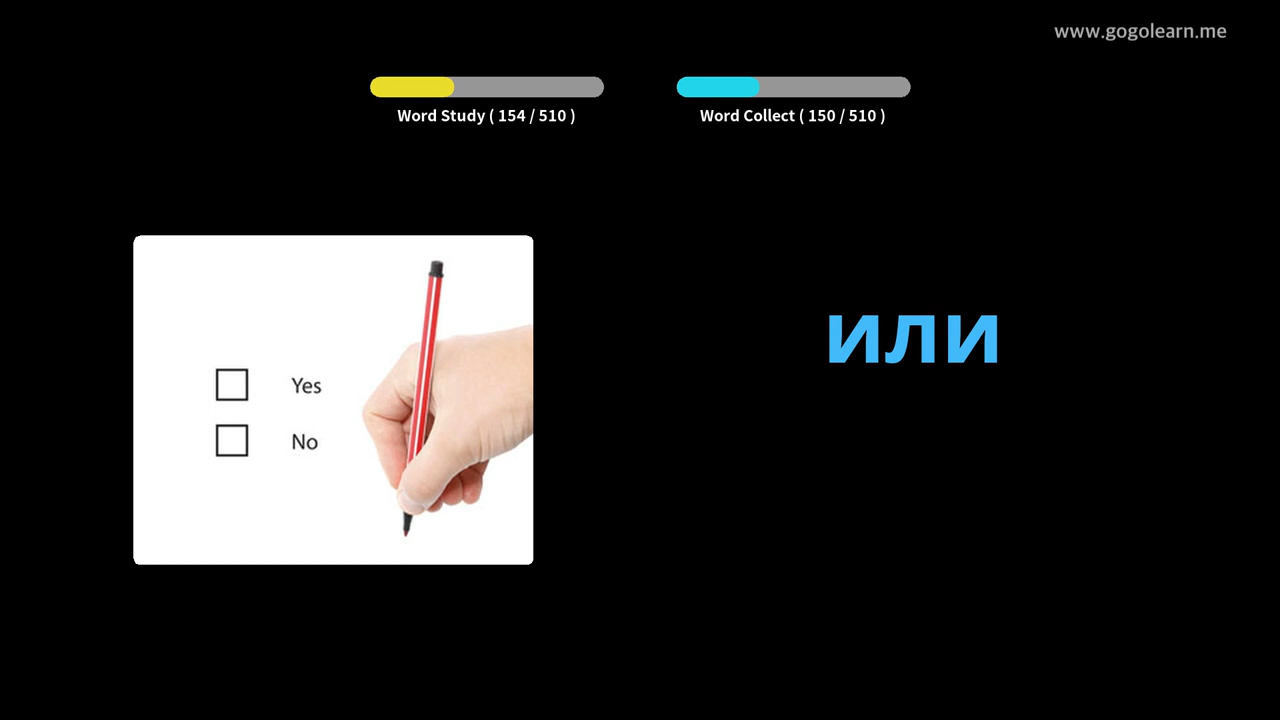 www.gogolearn.me
Word Study ( 154 / 510 )
Word Collect ( 150 / 510 )
Yes
No
или